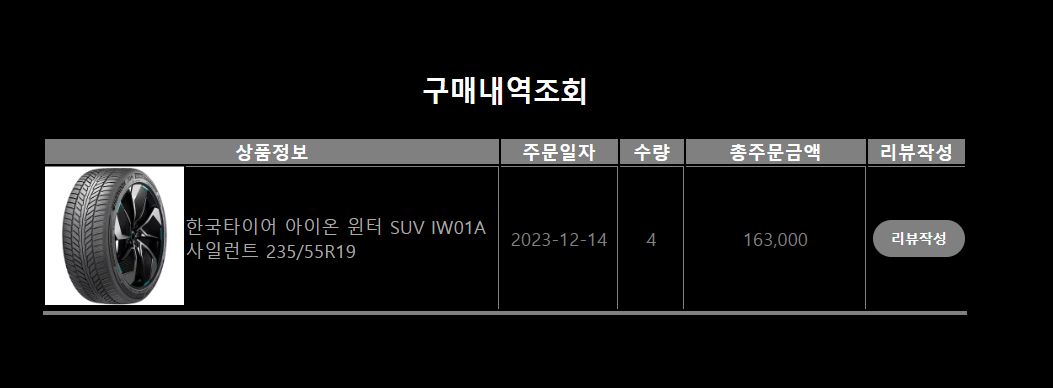 구매내역조회
상품정보 주문일자 수량 총주문금액 리뷰작성
한국타이어 아이온 윈터 SUV IW01A
사일런트 235/55R19
2023-12-14 4 163,000 리뷰작성